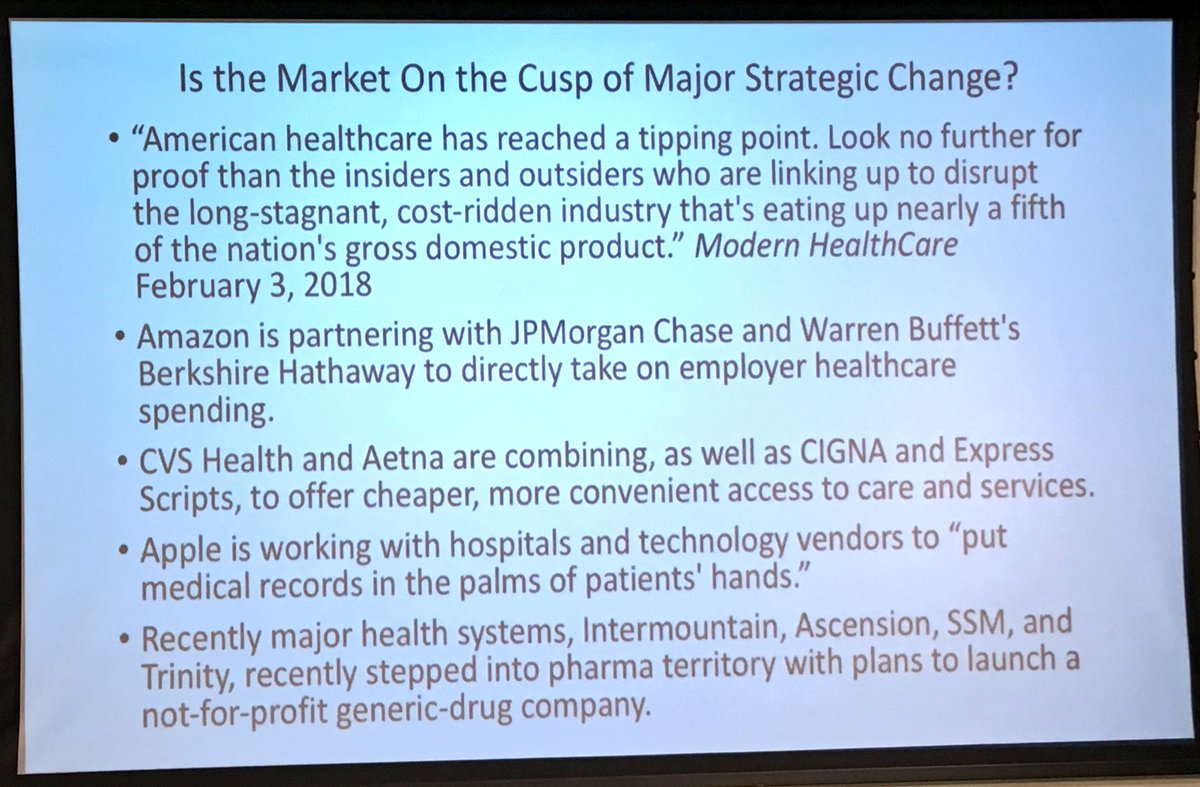 Is the Market On the Cusp of Major Strategic Change?
• “American healthcare has reached a tipping point. Look no further for
proof than the insiders and outsiders who are linking up to disrupt
the long-stagnant, cost-ridden industry that's eating up nearly a fifth
of the nation's gross domestic product.” Modern HealthCare
February 3, 2018
• Amazon is partnering with JPMorgan Chase and Warren Buffett's
Berkshire Hathaway to directly take on employer healthcare
spending.
• CVS Health and Aetna are combining, as well as CIGNA and Express
Scripts, to offer cheaper, more convenient access to care and services.
• Apple is working with hospitals and technology vendors to “put
medical records in the palms of patients' hands.”
• Recently major health systems, Intermountain, Ascension, SSM, and
Trinity, recently stepped into pharma territory with plans to launch a
not-for-profit generic-drug company.